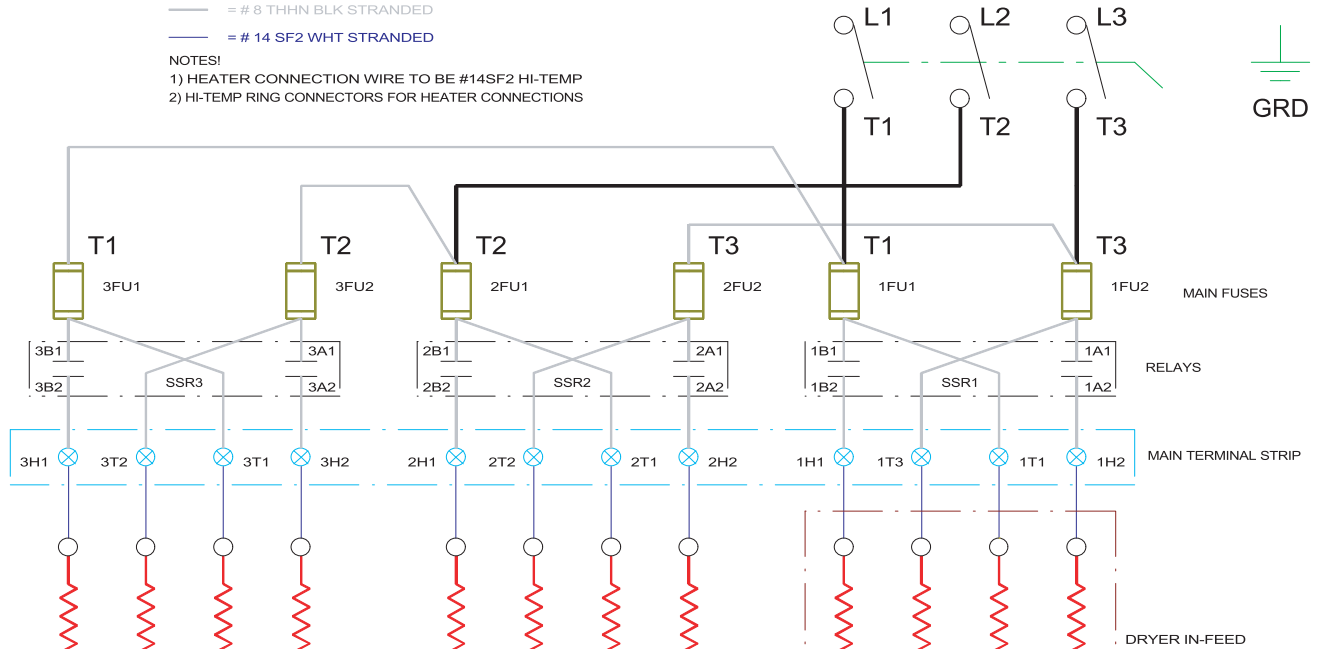 = # 8 THHN BLK STRANDED
= # 14 SF2 WHT STRANDED
NOTES!
1) HEATER CONNECTION WIRE TO BE #14SF2 HI-TEMP
2) HI-TEMP RING CONNECTORS FOR HEATER CONNECTIONS
L1 L2 L3
T1 T2 T3
GRD
T1 T2 T2 T3 T1 T3
3FU1 3FU2 2FU1 2FU2 1FU1 1FU2 MAIN FUSES
3B1 3A1 2B1 2A1 1B1 1A1
RELAYS
SSR3 SSR2 SSR1
3B2 3A2 2B2 2A2 1B2 1A2
3H1 3T2 3T1 3H2 2H1 2T2 2T1 2H2 1H1 1T3 1T1 1H2 MAIN TERMINAL STRIP
DRYER IN-FEED